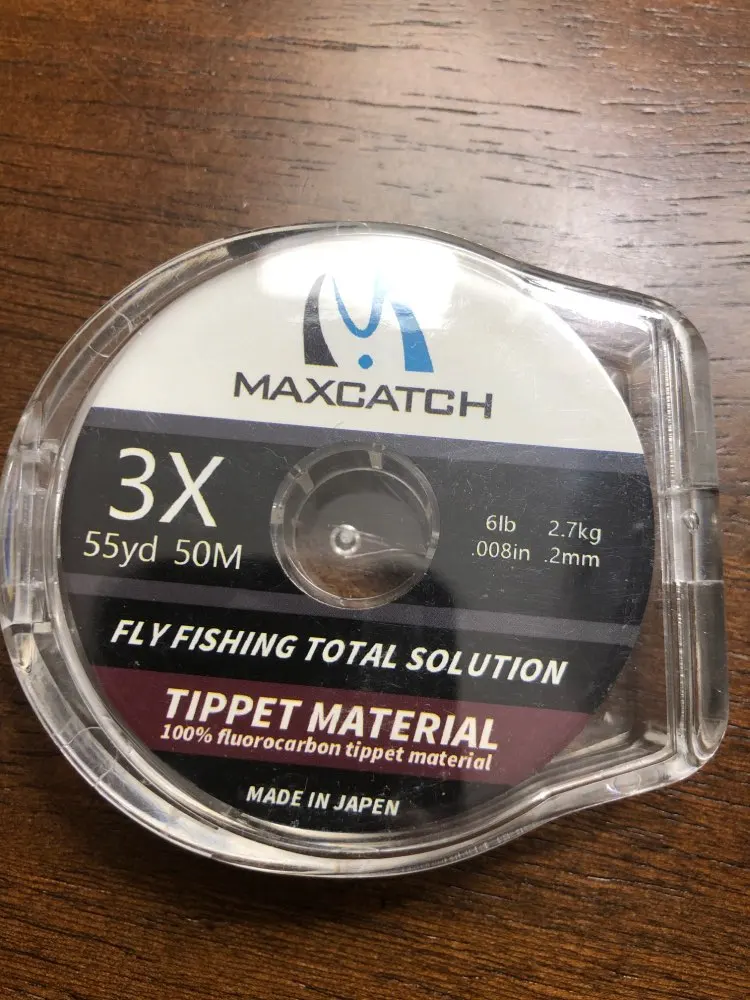 MAXCATCH
3X
55yd 50M
6lb 2.7kg
.008in .2mm
FLY FISHING TOTAL SOLUTION
TIPPET MATERIAL
100% fluorocarbon tippet material
MADE IN JAPEN